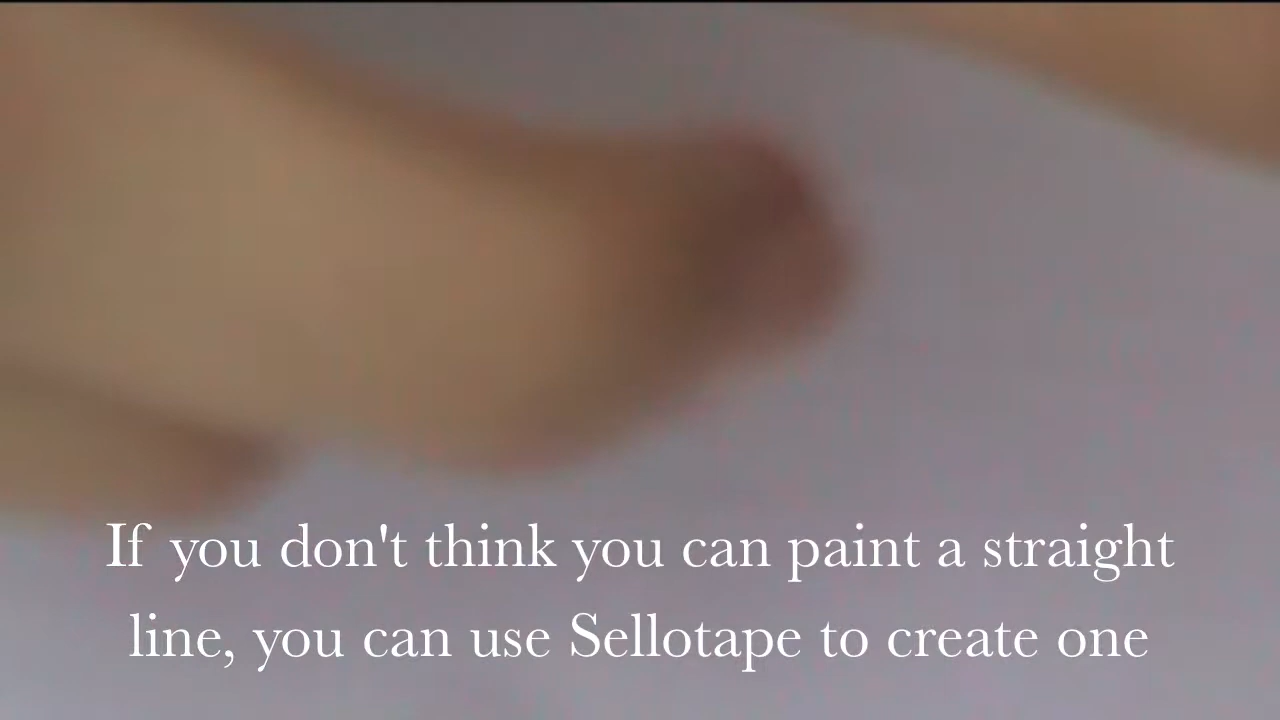 If you don't think you can paint a straight
line, you can use Sellotape to create one